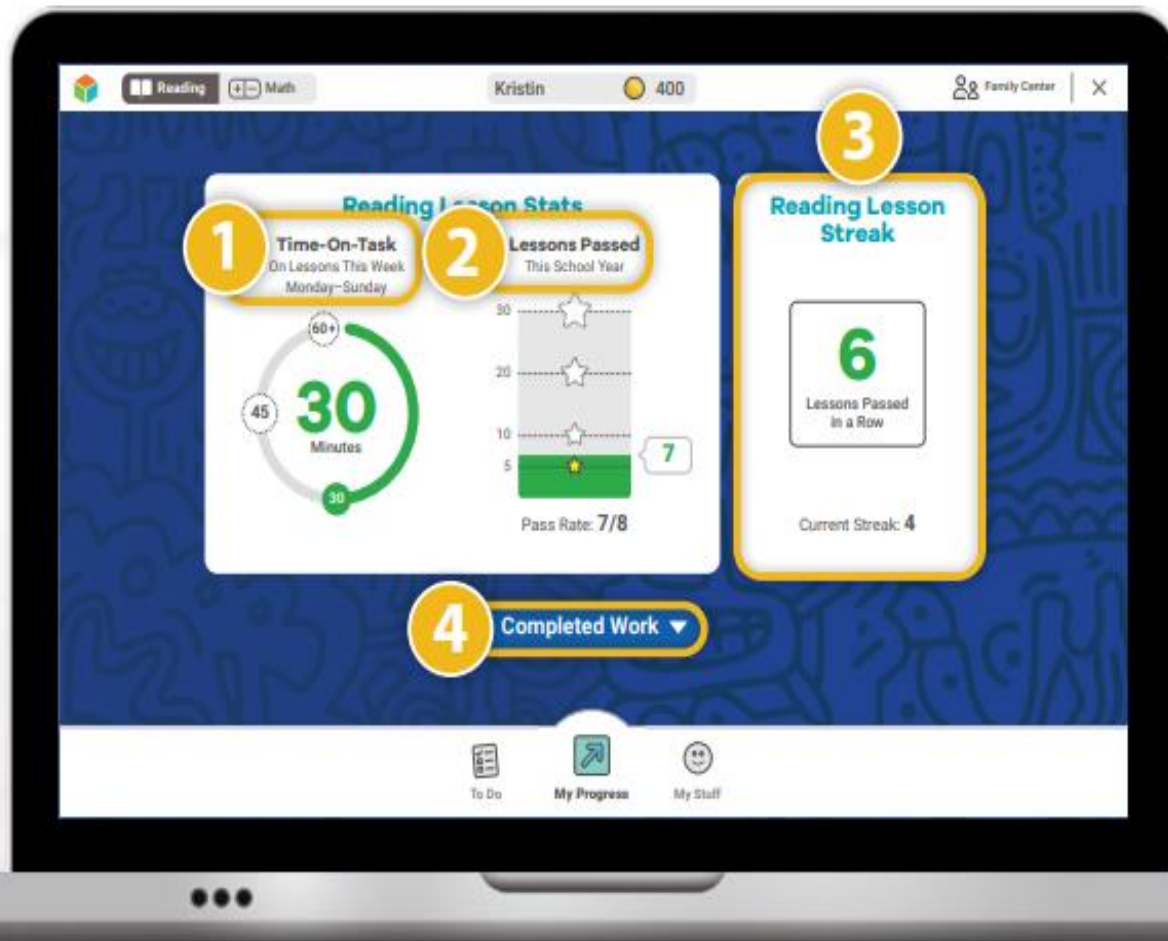 Reading
Math
Kristin
400
Family Center
3
Reading Lesson Stats
1
Time-On-Task
On Lessons This Week
Monday–Sunday
60+
45
30
Minutes
30
2
Lessons Passed
This School Year
30
20
10
5
7
Pass Rate: 7/8
Reading Lesson
Streak
6
Lessons Passed
in a Row
Current Streak: 4
4
Completed Work
To Do
My Progress
My Stuff